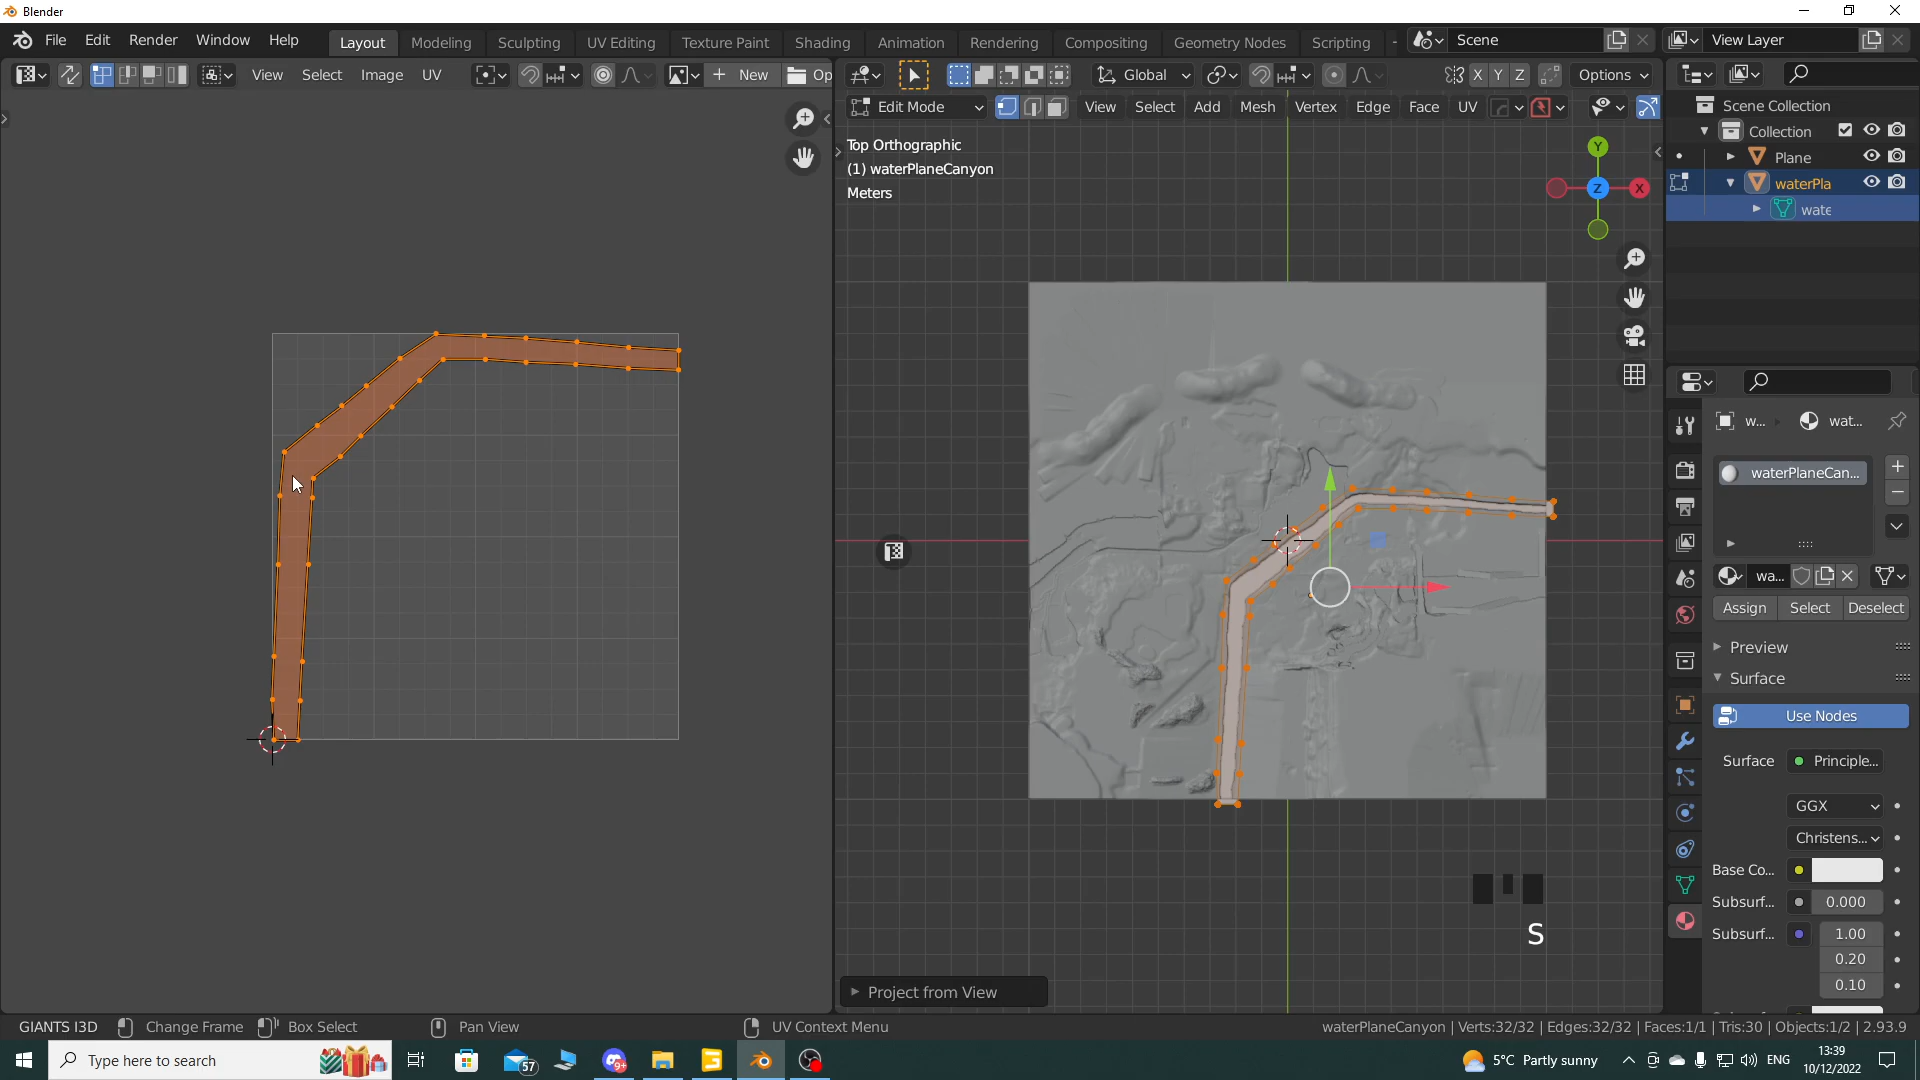 Blender
File Edit Render Window Help Layout Modeling Sculpting UV Editing Texture Paint Shading Animation Rendering Compositing Geometry Nodes Scripting Scene View Layer
View Select Image UV New Op Global X Y Z Options
Edit Mode View Select Add Mesh Vertex Edge Face UV
Scene Collection
Collection
Plane
waterPla
wate
Top Orthographic
(1) waterPlaneCanyon
Meters
Y
Z
X
w... wat...
waterPlaneCan...
wa...
Assign Select Deselect
Preview
Surface
Use Nodes
Surface Principle...
GGX
Christens...
Base Co...
Subsurf... 0.000
Subsurf... 1.00
0.20
0.10
S
Project from View
GIANTS I3D Change Frame Box Select Pan View UV Context Menu waterPlaneCanyon | Verts:32/32 | Edges:32/32 | Faces:1/1 | Tris:30 | Objects:1/2 | 2.93.9
Type here to search 57 9+ 5°C Partly sunny ENG 13:39
10/12/2022